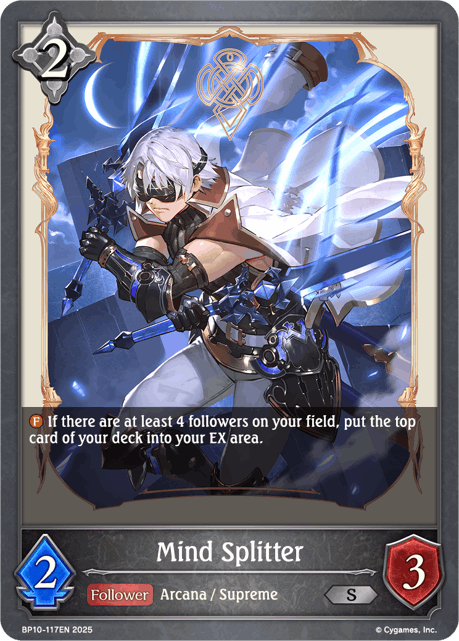 2
F If there are at least 4 followers on your field, put the top
card of your deck into your EX area.
Mind Splitter
2
Follower Arcana / Supreme
S
3
BP10-117EN 2025
© Cygames, Inc.